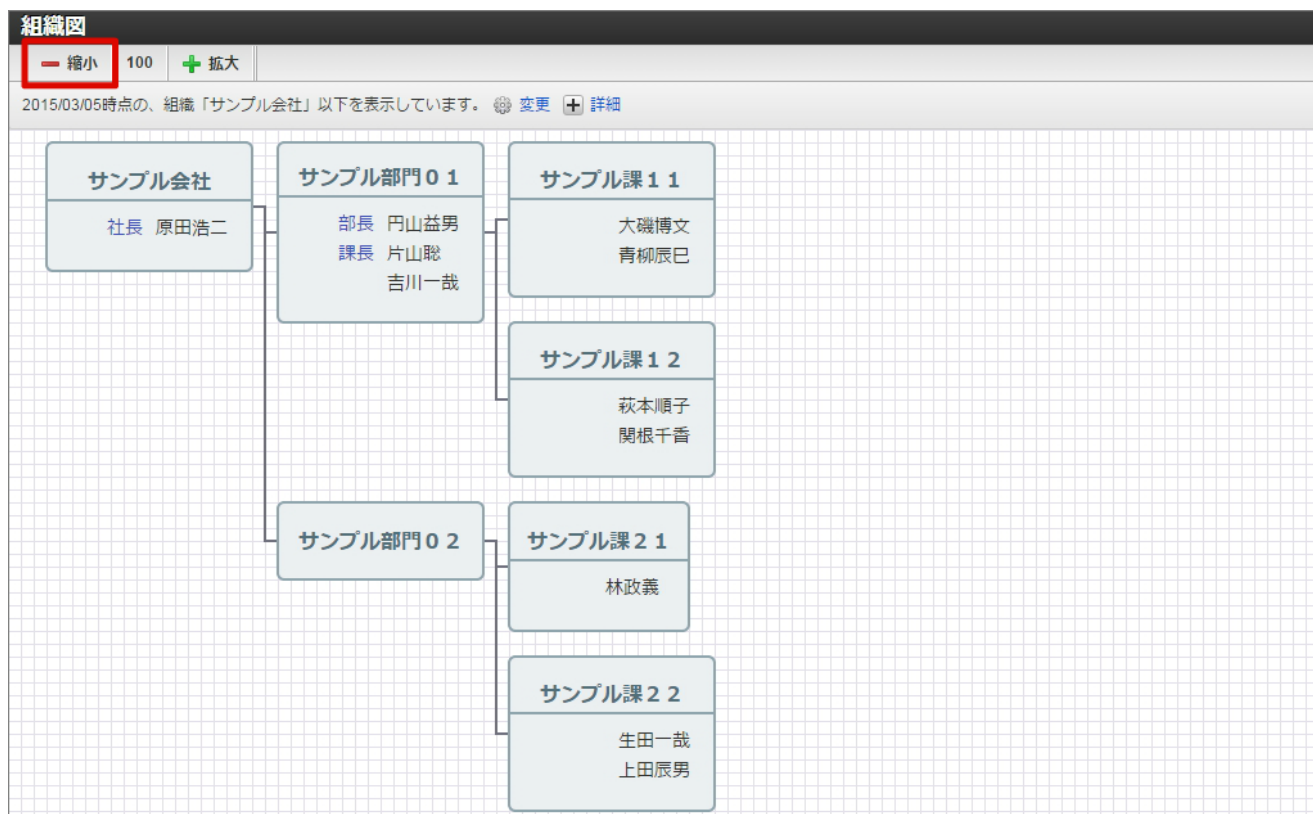 組織図
縮小 100 拡大
2015/03/05時点の、組織「サンプル会社」以下を表示しています。 変更 詳細
サンプル会社
社長 原田浩二
サンプル部門０１
部長 円山益男
課長 片山聡
吉川一哉
サンプル課１１
大磯博文
青柳辰巳
サンプル課１２
萩本順子
関根千香
サンプル部門０２
サンプル課２１
林政義
サンプル課２２
生田一哉
上田辰男